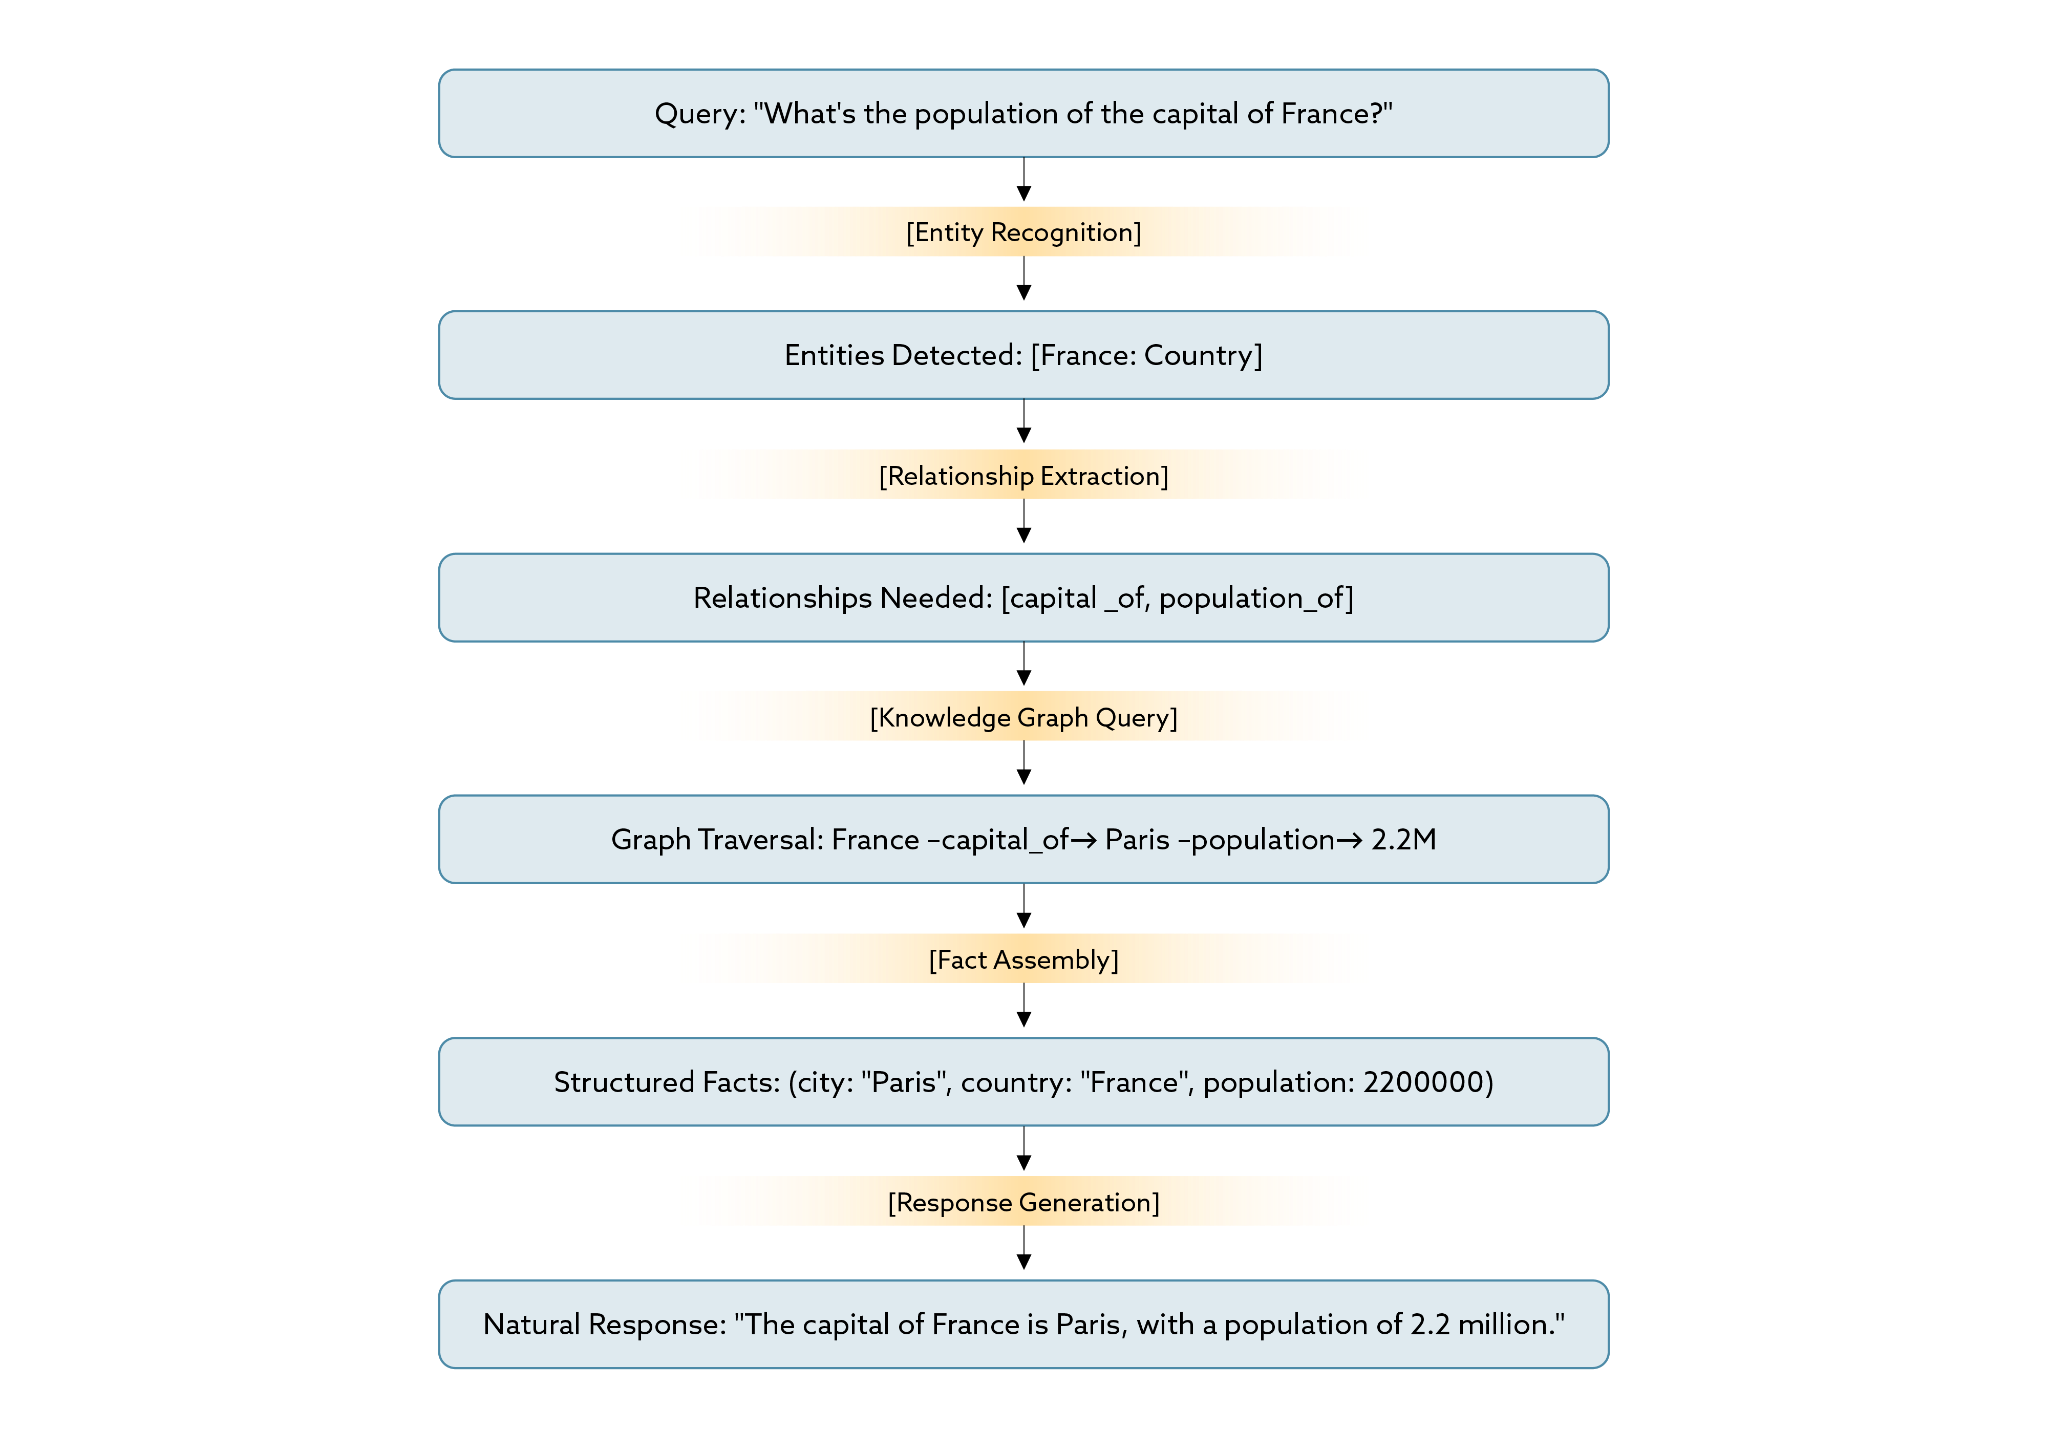 Query: "What's the population of the capital of France?"
[Entity Recognition]
Entities Detected: [France: Country]
[Relationship Extraction]
Relationships Needed: [capital _of, population_of]
[Knowledge Graph Query]
Graph Traversal: France –capital_of→ Paris –population→ 2.2M
[Fact Assembly]
Structured Facts: (city: "Paris", country: "France", population: 2200000)
[Response Generation]
Natural Response: "The capital of France is Paris, with a population of 2.2 million."